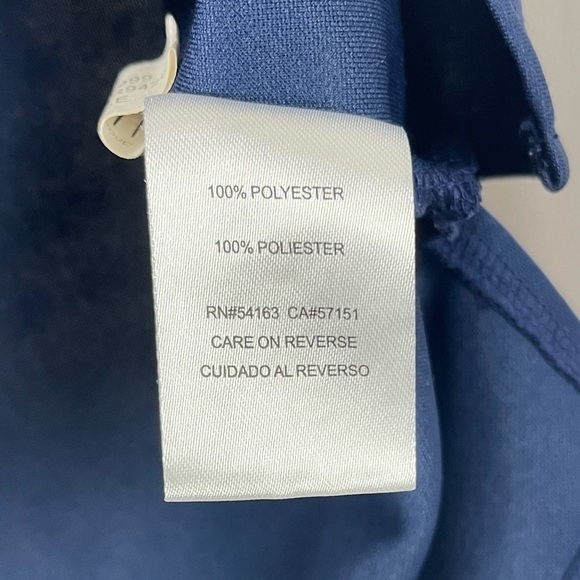 100% POLYESTER
100% POLIESTER
RN#54163 CA#57151
CARE ON REVERSE
CUIDADO AL REVERSO